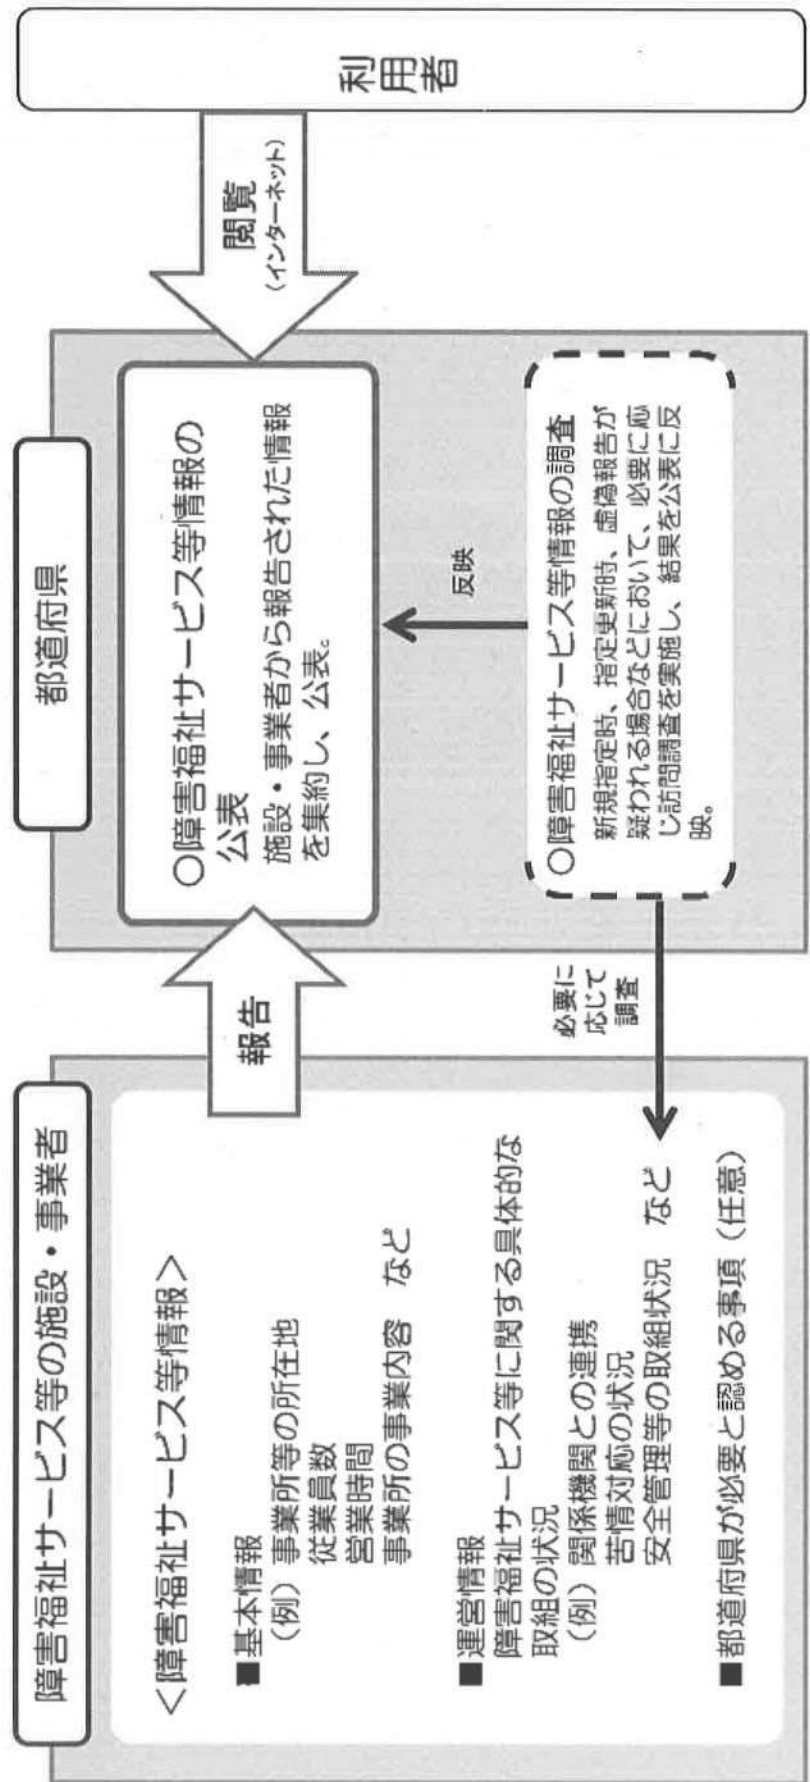 障害福祉サービス等の施設・事業者
＜障害福祉サービス等情報＞
■基本情報
（例）事業所等の所在地
従業員数
営業時間
事業所の事業内容　など
■運営情報
障害福祉サービス等に関する具体的な
取組の状況
（例）関係機関との連携
苦情対応の状況
安全管理等の取組状況　など
■都道府県が必要と認める事項（任意）
報告
必要に
応じて
調査
都道府県
〇障害福祉サービス等情報の
公表
施設・事業者から報告された情報
を集約し、公表。
反映
〇障害福祉サービス等情報の調査
新規指定時、指定更新時、虚偽報告が
疑われる場合などにおいて、必要に応
じ訪問調査を実施し、結果を公表に反
映。
閲覧
（インターネット）
利用者